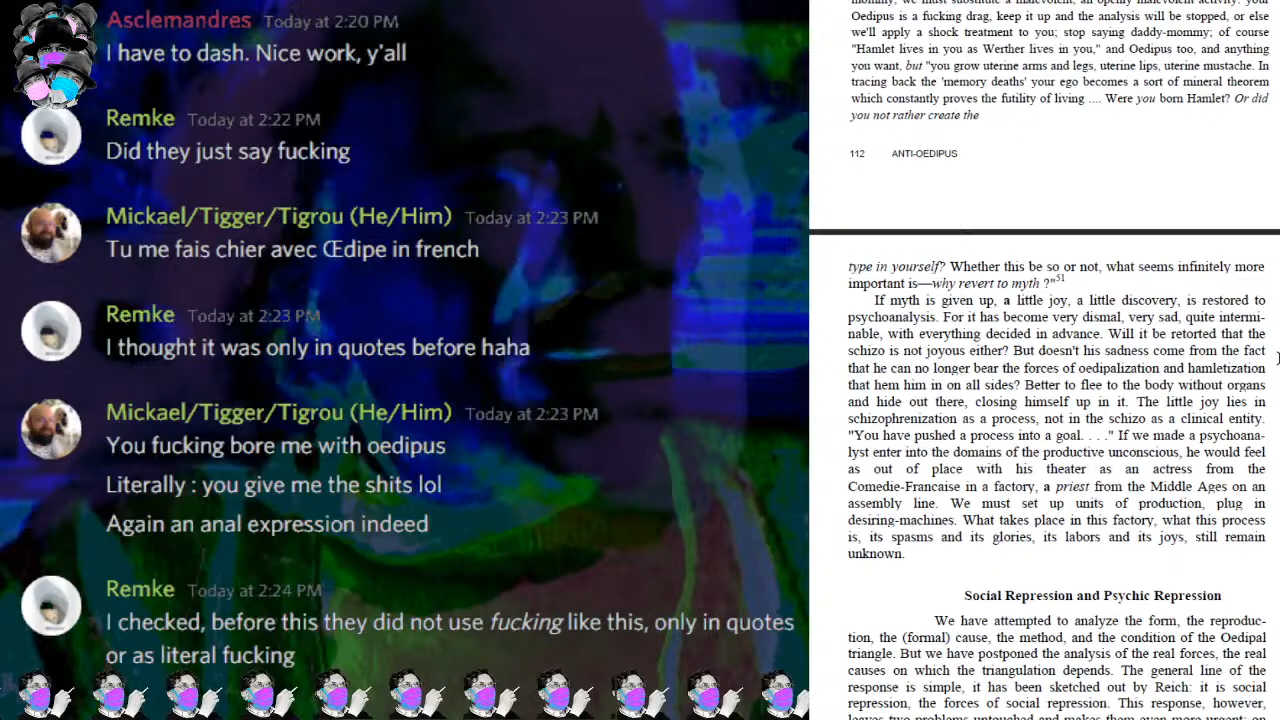 Asclemandres Today at 2:20 PM
I have to dash. Nice work, y'all
Remke Today at 2:22 PM
Did they just say fucking
Mickael/Tigger/Tigrou (He/Him) Today at 2:23 PM
Tu me fais chier avec Œdipe in french
Remke Today at 2:23 PM
I thought it was only in quotes before haha
Mickael/Tigger/Tigrou (He/Him) Today at 2:23 PM
You fucking bore me with oedipus
Literally : you give me the shits lol
Again an anal expression indeed
Remke Today at 2:24 PM
I checked, before this they did not use fucking like this, only in quotes
or as literal fucking
Oedipus is a fucking drag, keep it up and the analysis will be stopped, or else
we'll apply a shock treatment to you; stop saying daddy-mommy; of course
"Hamlet lives in you as Werther lives in you," and Oedipus too, and anything
you want, but "you grow uterine arms and legs, uterine lips, uterine mustache. In
tracing back the 'memory deaths' your ego becomes a sort of mineral theorem
which constantly proves the futility of living .... Were you born Hamlet? Or did
you not rather create the
112 ANTI-OEDIPUS
type in yourself? Whether this be so or not, what seems infinitely more
important is—why revert to myth ?"51
If myth is given up, a little joy, a little discovery, is restored to
psychoanalysis. For it has become very dismal, very sad, quite intermi-
nable, with everything decided in advance. Will it be retorted that the
schizo is not joyous either? But doesn't his sadness come from the fact
that he can no longer bear the forces of oedipalization and hamletization
that hem him in on all sides? Better to flee to the body without organs
and hide out there, closing himself up in it. The little joy lies in
schizophrenization as a process, not in the schizo as a clinical entity.
"You have pushed a process into a goal. . . ." If we made a psychoana-
lyst enter into the domains of the productive unconscious, he would feel
as out of place with his theater as an actress from the
Comedie-Francaise in a factory, a priest from the Middle Ages on an
assembly line. We must set up units of production, plug in
desiring-machines. What takes place in this factory, what this process
is, its spasms and its glories, its labors and its joys, still remain
unknown.
Social Repression and Psychic Repression
We have attempted to analyze the form, the reproduc-
tion, the (formal) cause, the method, and the condition of the Oedipal
triangle. But we have postponed the analysis of the real forces, the real
causes on which the triangulation depends. The general line of the
response is simple, it has been sketched out by Reich: it is social
repression, the forces of social repression. This response, however,